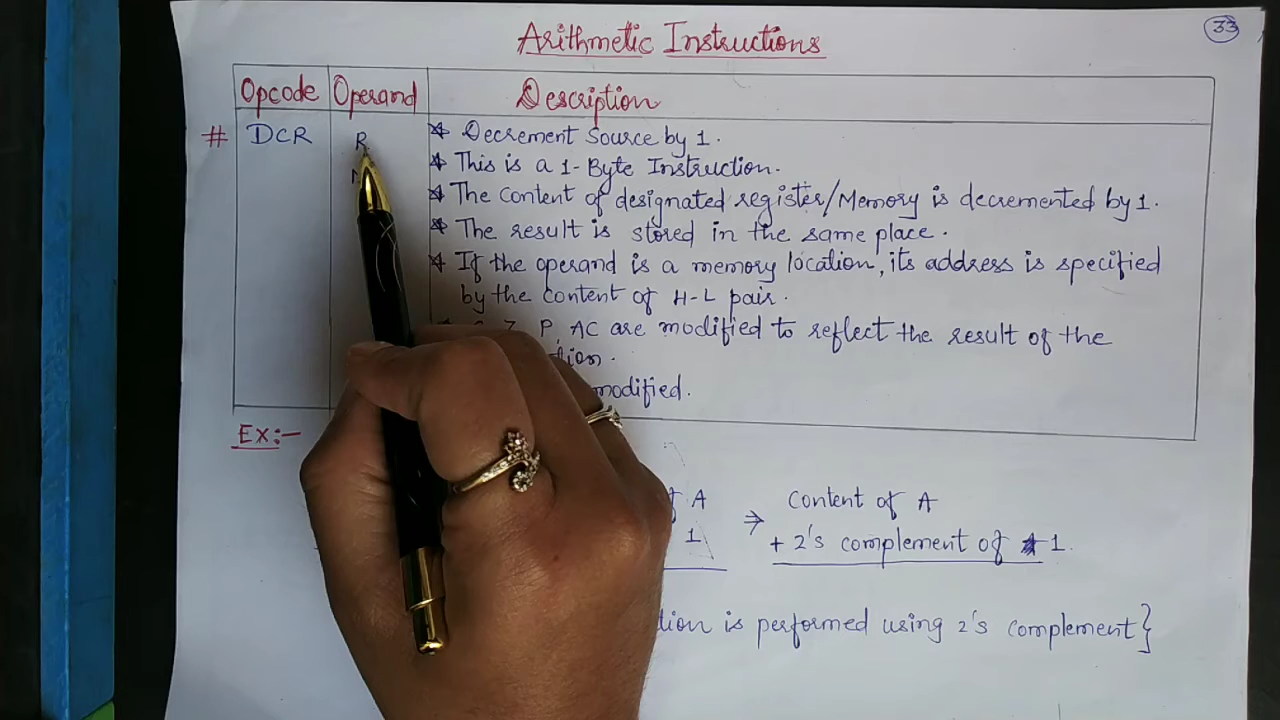 33
Arithmetic Instructions
Opcode Operand Description
# DCR R * Decrement Source by 1.
* This is a 1-Byte Instruction.
* The Content of designated register/Memory is decremented by 1.
* The result is stored in the same place.
* If the operand is a memory location, its address is specified
by the content of H-L pair.
P, AC are modified to reflect the result of the
modified.
Ex:-
A ⇒ Content of A
1 + 2's complement of 1.
is performed using 2's complement}